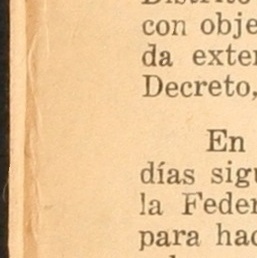 Distrito
con obje
da exter
Decreto,
En
días sigu
la Feder
para hac